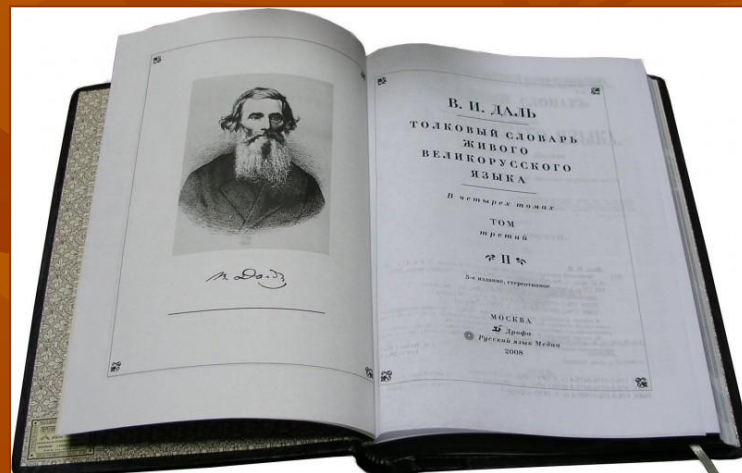 В. И. ДАЛЬ
ТОЛКОВЫЙ СЛОВАРЬ
ЖИВОГО
ВЕЛИКОРУССКОГО
ЯЗЫКА
В четырех томах
ТОМ
третий
П
5-е издание, стереотипное
МОСКВА
Дрофа
Русский язык Медиа
2008